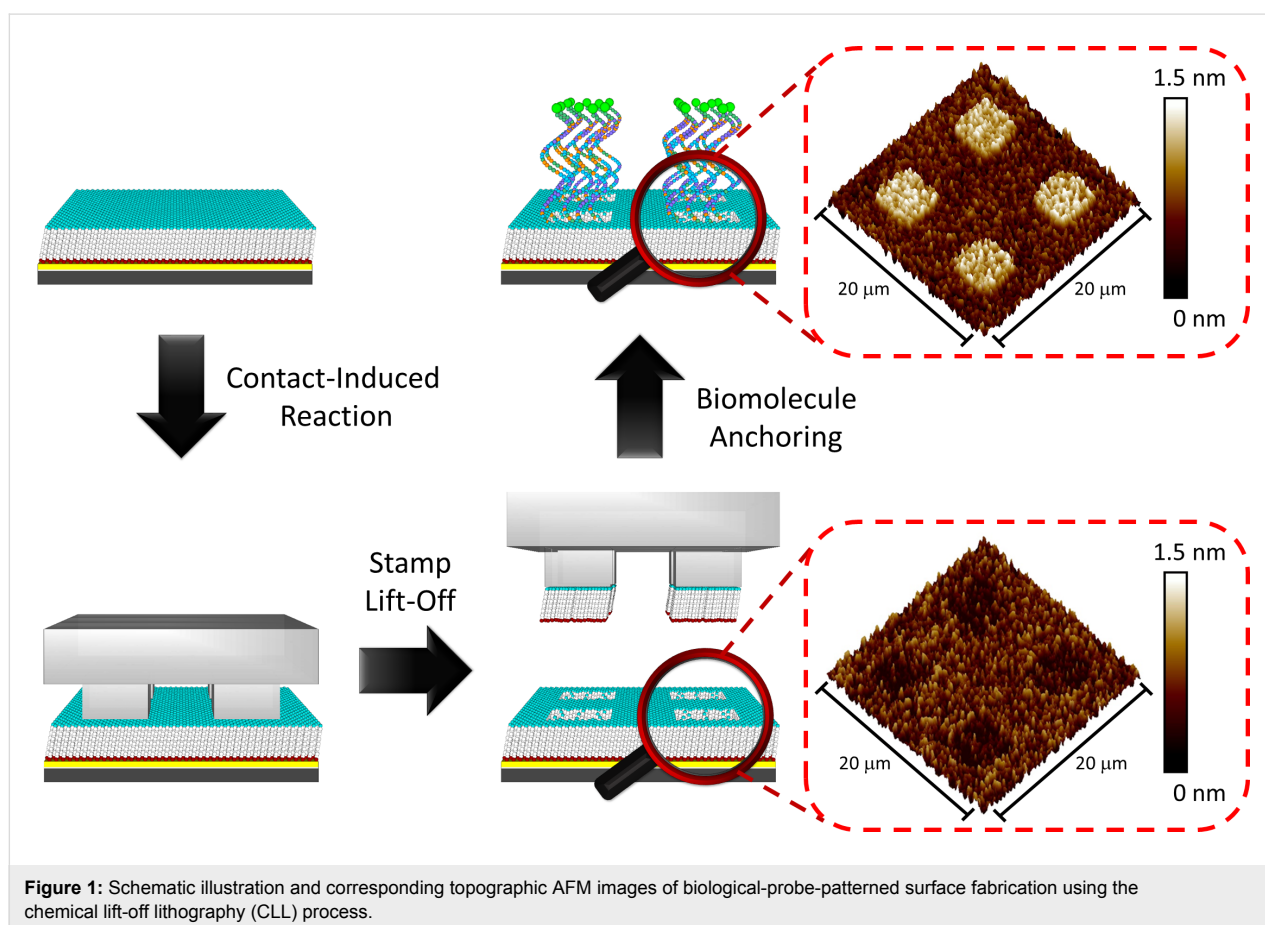 1.5 nm
20 μm
20 μm
0 nm
Contact-Induced
Reaction
Biomolecule
Anchoring
Stamp
Lift-Off
1.5 nm
20 μm
20 μm
0 nm
Figure 1: Schematic illustration and corresponding topographic AFM images of biological-probe-patterned surface fabrication using the
chemical lift-off lithography (CLL) process.